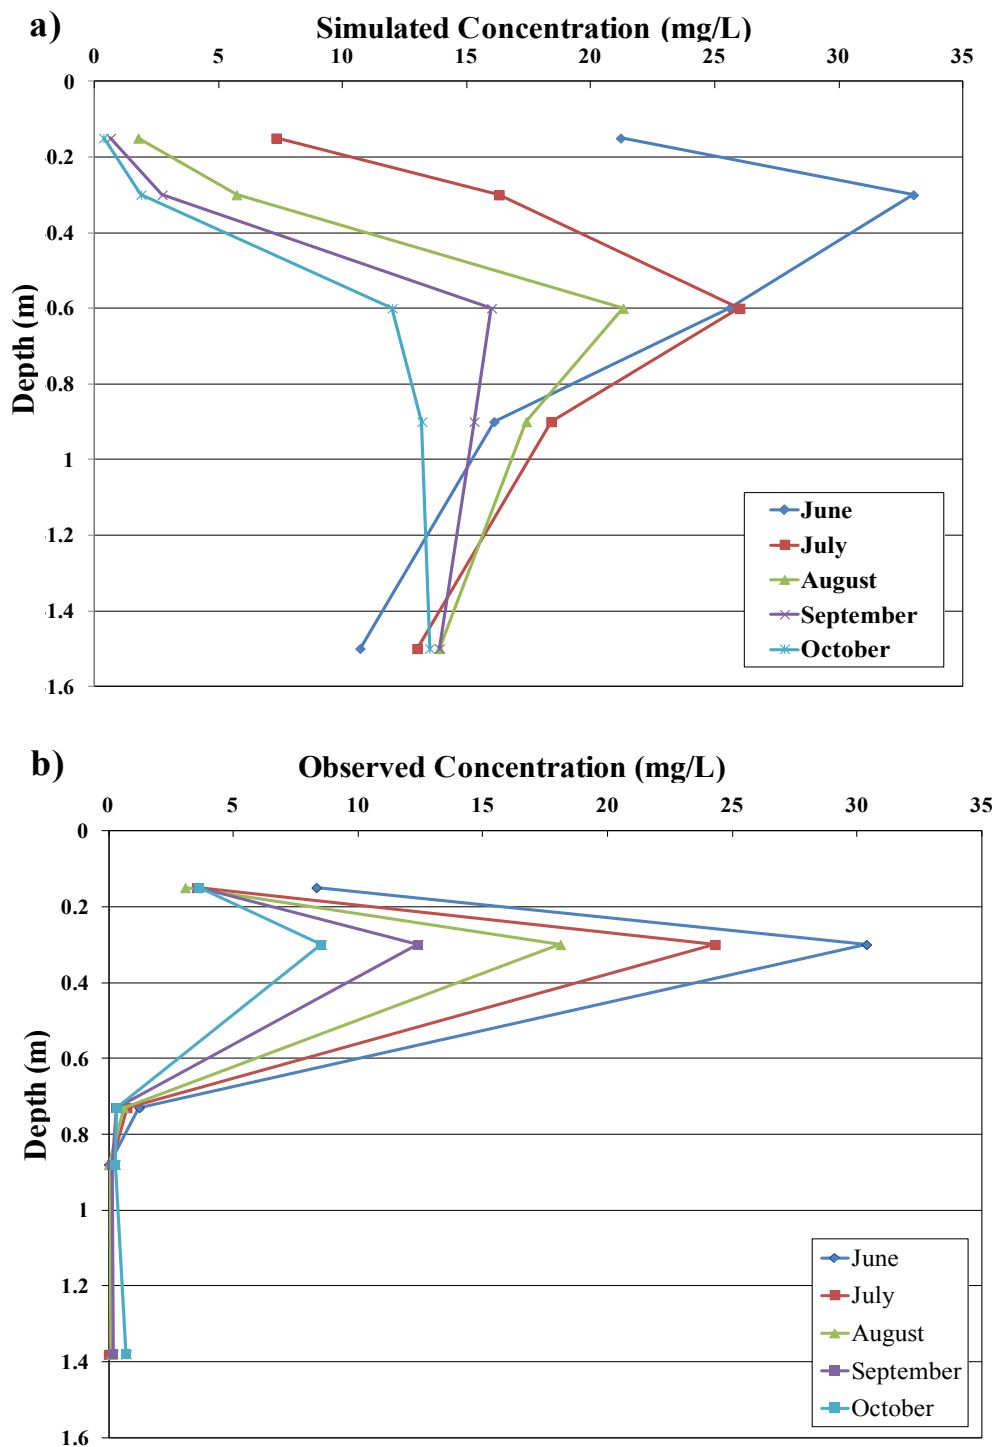 a)
Simulated Concentration (mg/L)
0 5 10 15 20 25 30 35
0
0.2
0.4
0.6
0.8
1
1.2
1.4
1.6
Depth (m)
June
July
August
September
October
b)
Observed Concentration (mg/L)
0 5 10 15 20 25 30 35
0
0.2
0.4
0.6
0.8
1
1.2
1.4
1.6
Depth (m)
June
July
August
September
October